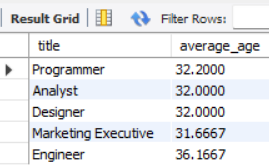 Result Grid Filter Rows:
title average_age
Programmer 32.2000
Analyst 32.0000
Designer 32.0000
Marketing Executive 31.6667
Engineer 36.1667